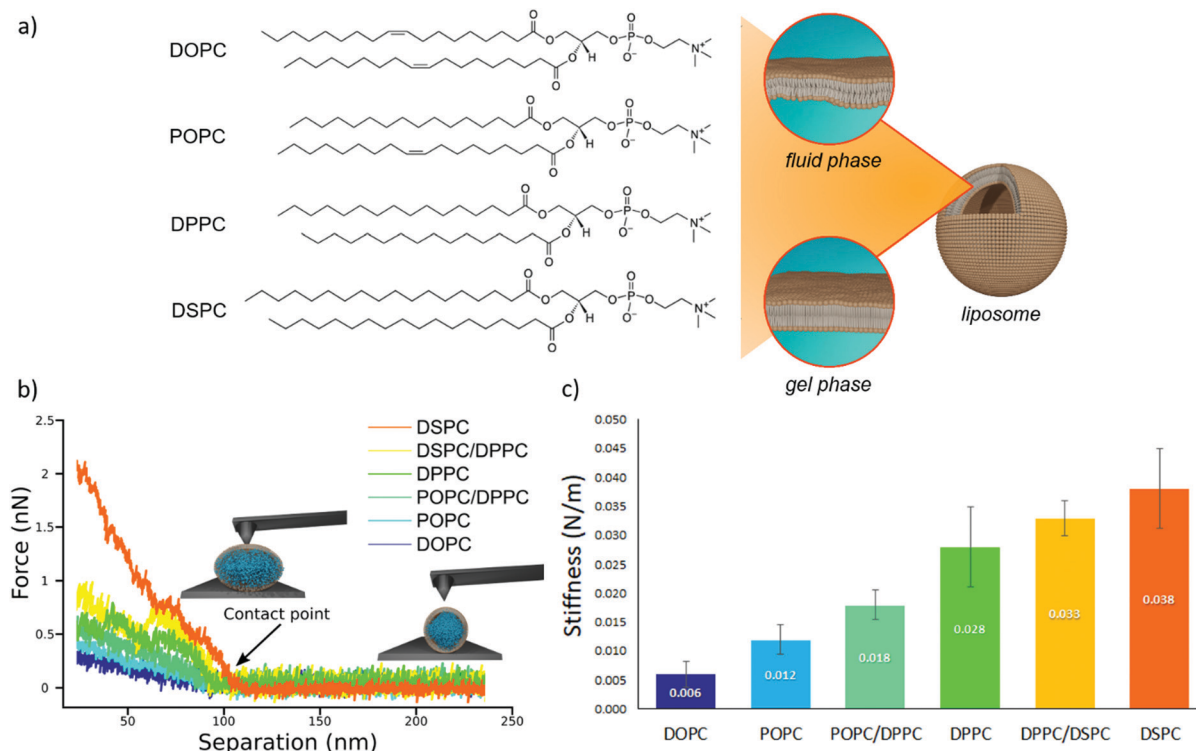 a)
DOPC
POPC
DPPC
DSPC
O
O
O
O
P
O
O
O⁻
N⁺
H
O
O
O
O
P
O
O
O⁻
N⁺
H
O
O
O
O
P
O
O
O⁻
N⁺
H
O
O
O
O
P
O
O
O⁻
N⁺
H
fluid phase
gel phase
liposome
b)
Force (nN)
2.5
2
1.5
1
0.5
0
50
100
150
200
250
Separation (nm)
DSPC
DSPC/DPPC
DPPC
POPC/DPPC
POPC
DOPC
Contact point
c)
Stiffness (N/m)
0.050
0.045
0.040
0.035
0.030
0.025
0.020
0.015
0.010
0.005
0.000
0.006
0.012
0.018
0.028
0.033
0.038
DOPC
POPC
POPC/DPPC
DPPC
DPPC/DSPC
DSPC